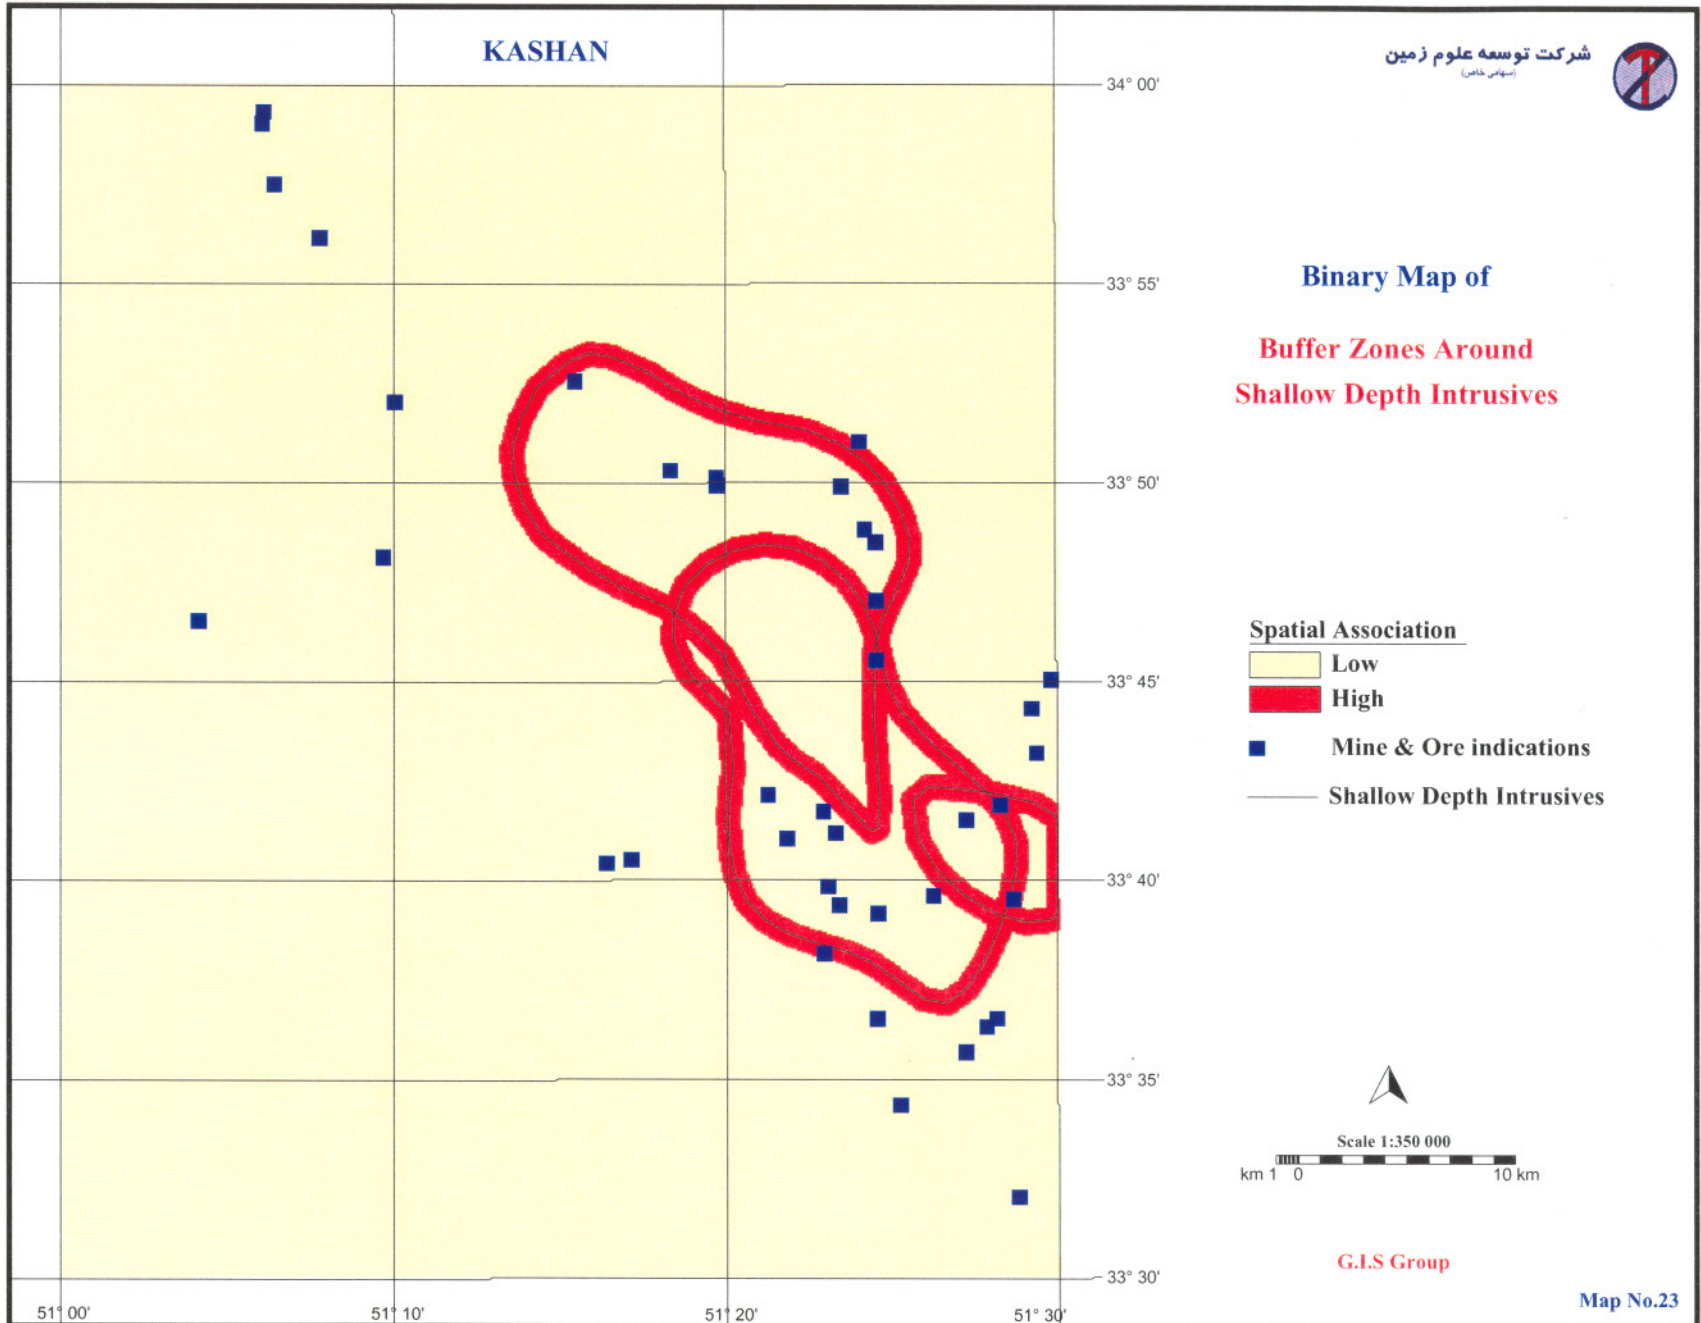 KASHAN
شرکت توسعه علوم زمین
(سهامی خاص)
34° 00'
33° 55'
33° 50'
33° 45'
33° 40'
33° 35'
33° 30'
51° 00'
51° 10'
51° 20'
51° 30'
Binary Map of
Buffer Zones Around
Shallow Depth Intrusives
Spatial Association
Low
High
Mine & Ore indications
Shallow Depth Intrusives
Scale 1:350 000
km 1 0 10 km
G.I.S Group
Map No.23